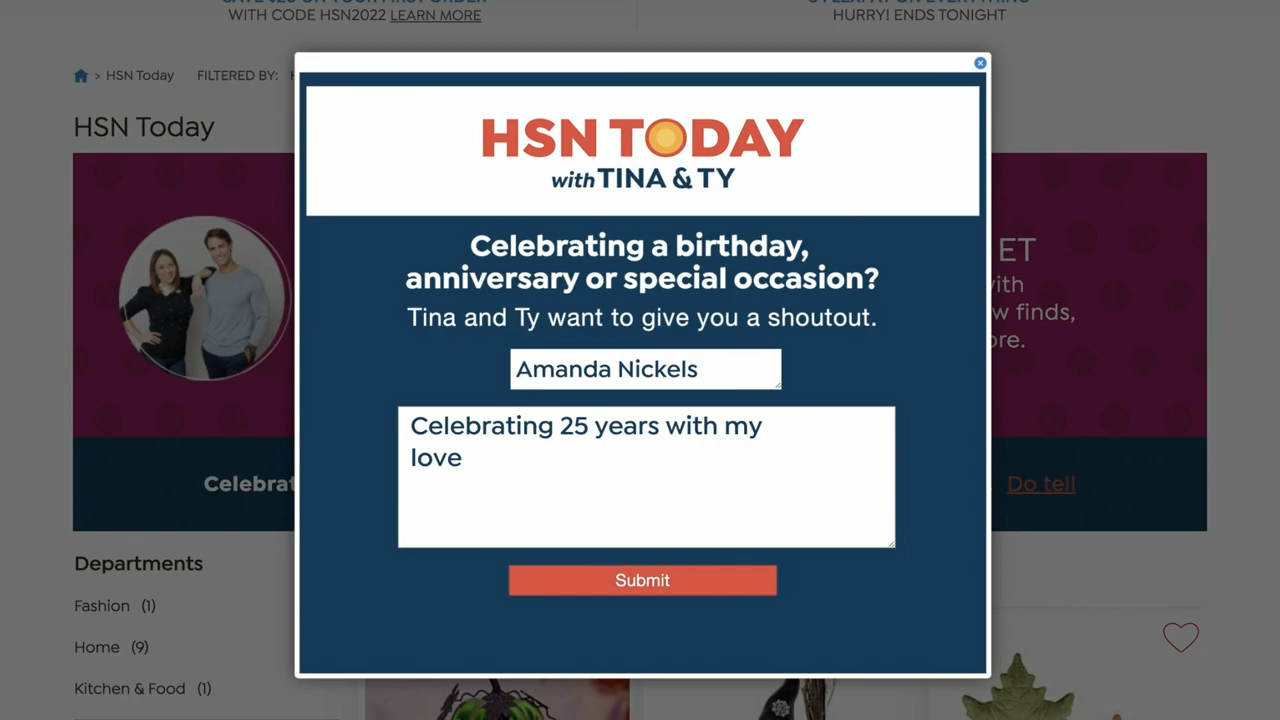 WITH CODE HSN2022 LEARN MORE
HURRY! ENDS TONIGHT
> HSN Today FILTERED BY:
HSN Today
HSN TODAY
with TINA & TY
Celebrating a birthday,
anniversary or special occasion?
Tina and Ty want to give you a shoutout.
Amanda Nickels
Celebrating 25 years with my
love
Submit
ET
finds,
Do tell
Departments
Fashion (1)
Home (9)
Kitchen & Food (1)